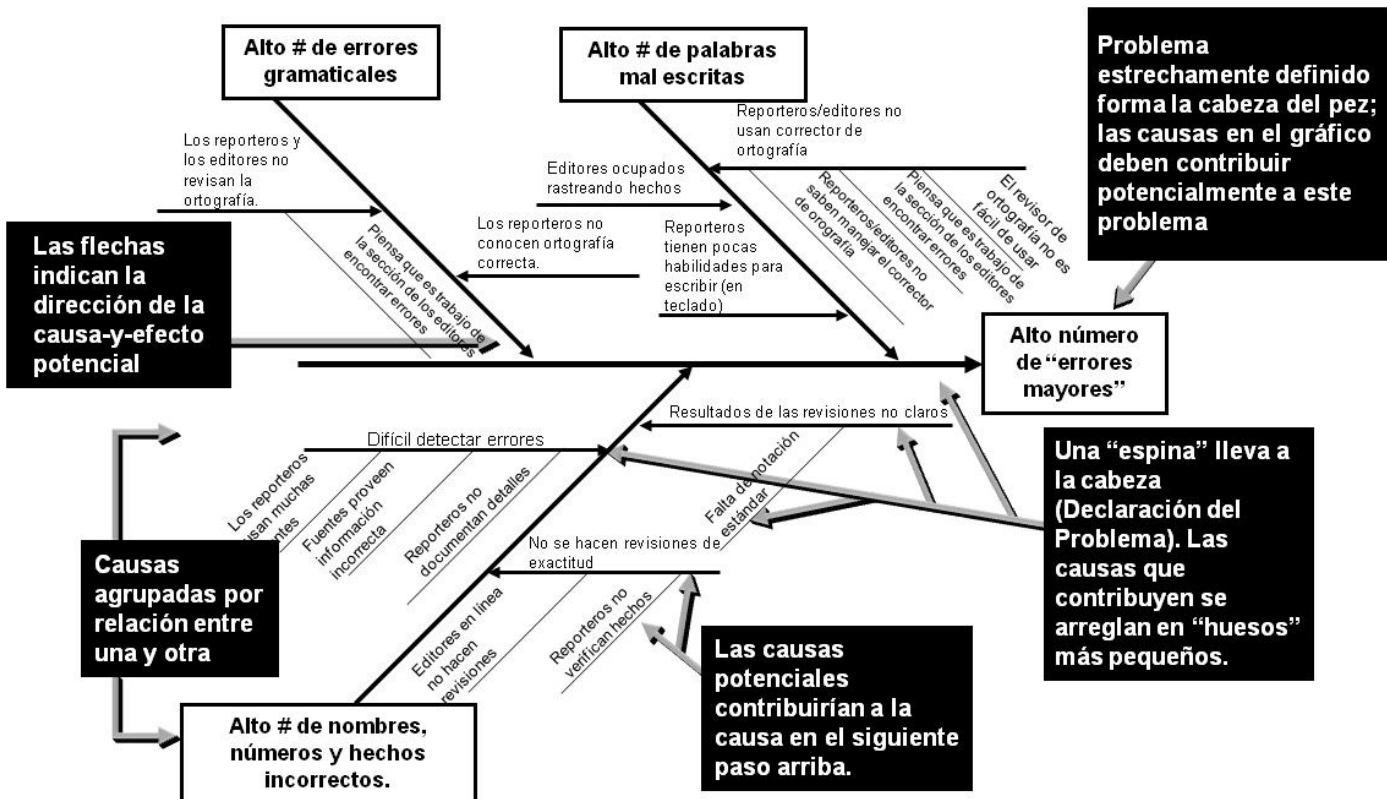 Alto # de errores
gramaticales
Alto # de palabras
mal escritas
Problema
estrechamente definido
forma la cabeza del pez;
las causas en el gráfico
deben contribuir
potencialmente a este
problema
Los reporteros y
los editores no
revisan la
ortografía.
Reporteros/editores no
usan corrector de
ortografía
Editores ocupados
rastreando hechos
Los reporteros no
conocen ortografía
correcta.
Reporteros
tienen pocas
habilidades para
escribir (en
teclado)
Piensa que es trabajo de
la sección de los editores
encontrar errores
Reporteros/editores no
saben manejar el corrector
de orografía
Piensa que es trabajo de
la sección de los editores
encontrar errores
El revisor de
ortografía no es
fácil de usar
Las flechas
indican la
dirección de la
causa-y-efecto
potencial
Alto número
de “errores
mayores”
Resultados de las revisiones no claros
Difícil detectar errores
Los reporteros
usan muchas
Fuentes proveen
información
incorrecta
Reporteros no
documentan detalles
Falta de notación
estándar
No se hacen revisiones de
exactitud
Editores en línea
no hacen
revisiones
Reporteros no
verifican hechos
Una “espina” lleva a
la cabeza
(Declaración del
Problema). Las
causas que
contribuyen se
arreglan en “huesos”
más pequeños.
Causas
agrupadas por
relación entre
una y otra
Las causas
potenciales
contribuirían a la
causa en el siguiente
paso arriba.
Alto # de nombres,
números y hechos
incorrectos.